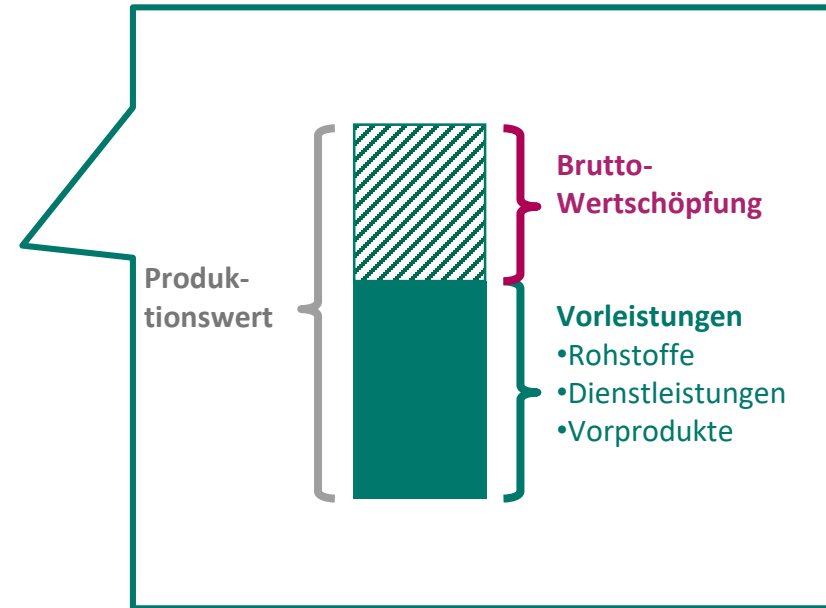 Produk-
tionswert
Brutto-
Wertschöpfung
Vorleistungen
•Rohstoffe
•Dienstleistungen
•Vorprodukte